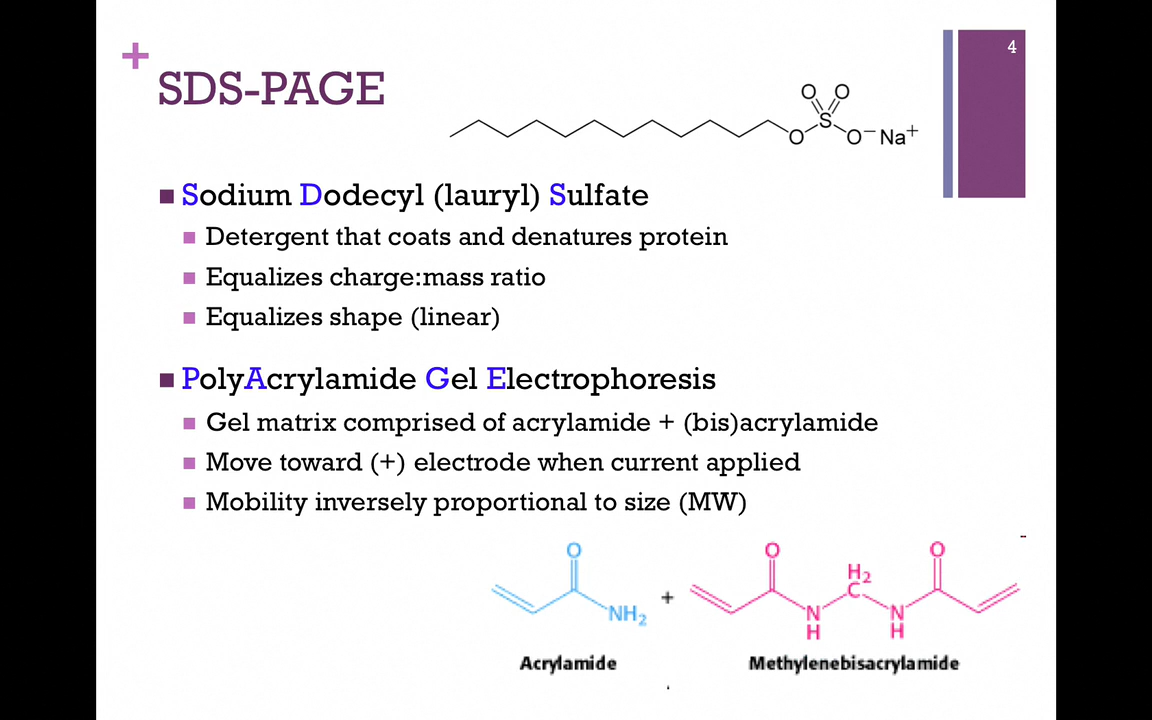 4
+
SDS-PAGE
O O
S
O O⁻ Na⁺
Sodium Dodecyl (lauryl) Sulfate
Detergent that coats and denatures protein
Equalizes charge:mass ratio
Equalizes shape (linear)
PolyAcrylamide Gel Electrophoresis
Gel matrix comprised of acrylamide + (bis)acrylamide
Move toward (+) electrode when current applied
Mobility inversely proportional to size (MW)
O O O
H₂
C
NH₂ + N N
H H
Acrylamide Methylenebisacrylamide